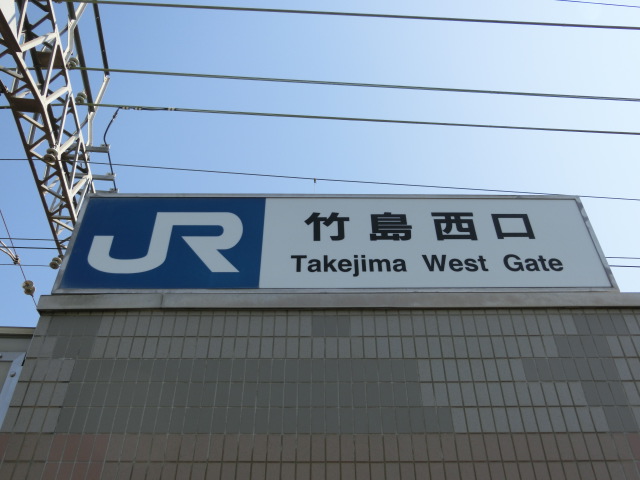 JR
竹島西口
Takejima West Gate